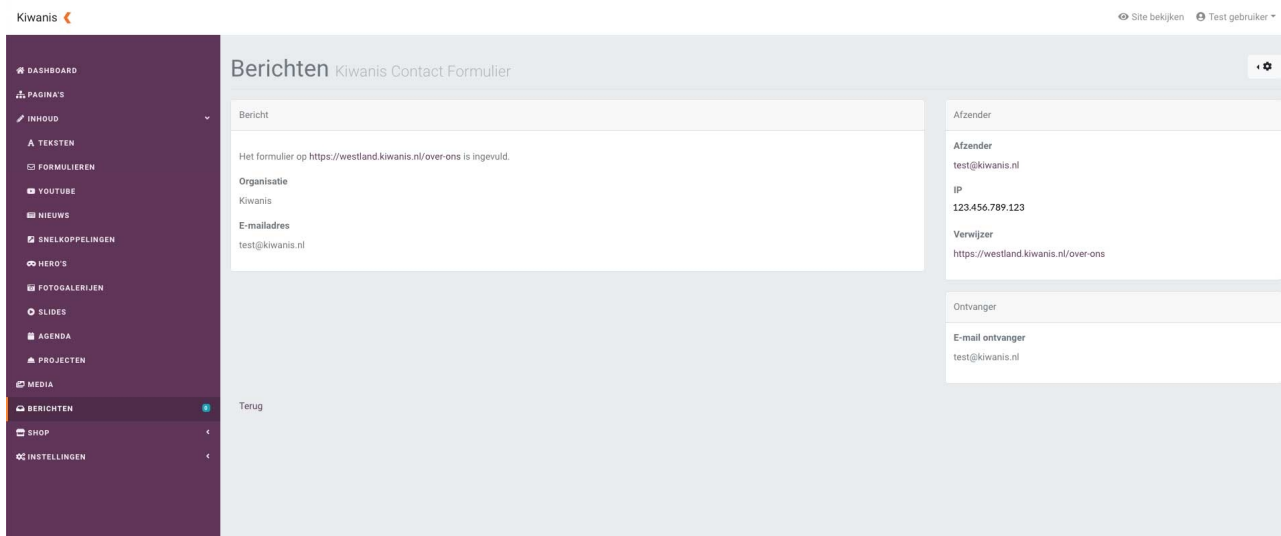 Kiwanis
Site bekijken
Test gebruiker
DASHBOARD
PAGINA'S
INHOUD
TEKSTEN
FORMULIEREN
YOUTUBE
NIEUWS
SNELKOPPELINGEN
HERO'S
FOTOGALERIJEN
SLIDES
AGENDA
PROJECTEN
MEDIA
BERICHTEN
SHOP
INSTELLINGEN
Berichten Kiwanis Contact Formulier
Bericht
Het formulier op https://westland.kiwanis.nl/over-ons is ingevuld.
Organisatie
Kiwanis
E-mailadres
test@kiwanis.nl
Terug
Afzender
Afzender
test@kiwanis.nl
IP
123.456.789.123
Verwijzer
https://westland.kiwanis.nl/over-ons
Ontvanger
E-mail ontvanger
test@kiwanis.nl